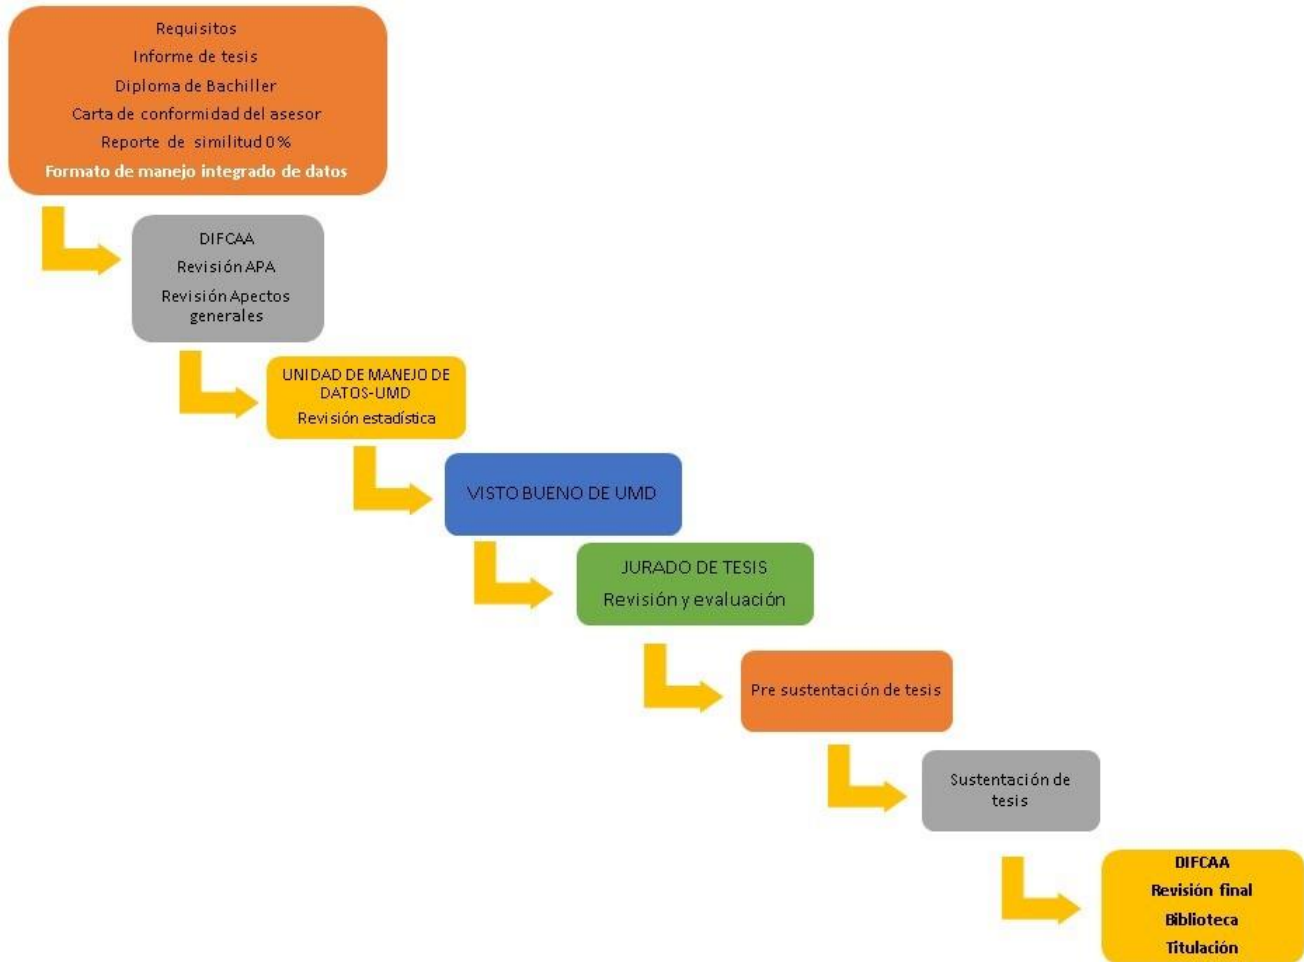 Requisitos
Informe de tesis
Diploma de Bachiller
Carta de conformidad del asesor
Reporte de similitud 0%
Formato de manejo integrado de datos
DIFCAA
Revisión APA
Revisión Apectos
generales
UNIDAD DE MANEJO DE
DATOS-UMD
Revisión estadística
VISTO BUENO DE UMD
JURADO DE TESIS
Revisión y evaluación
Pre sustentación de tesis
Sustentación de
tesis
DIFCAA
Revisión final
Biblioteca
Titulación